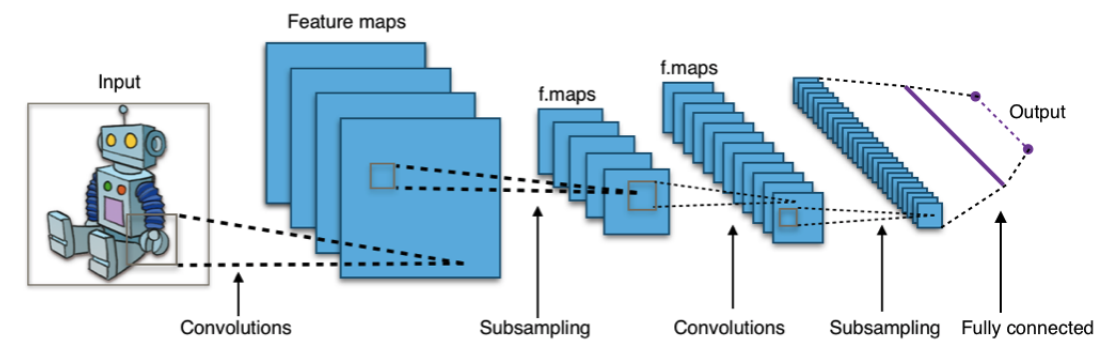 Feature maps
Input
f.maps
f.maps
Output
Convolutions
Subsampling
Convolutions
Subsampling
Fully connected